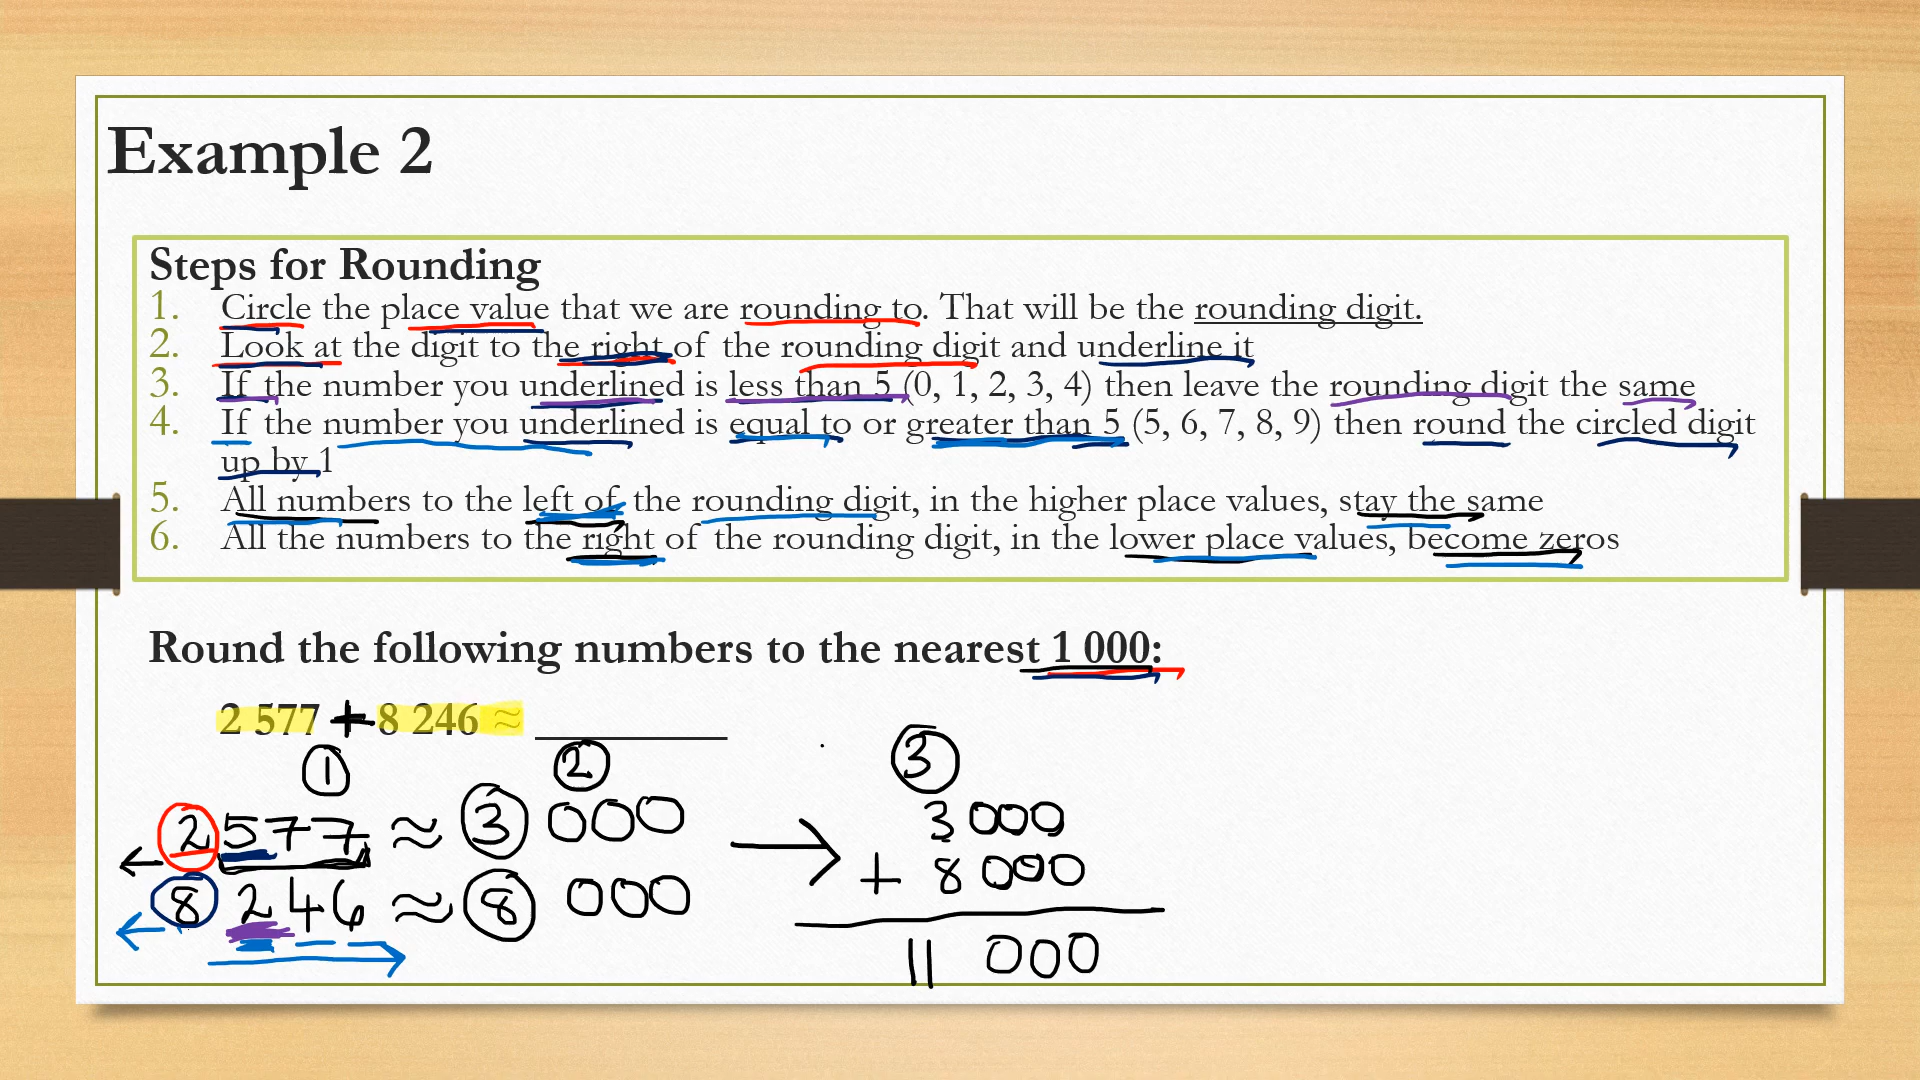 Example 2
Steps for Rounding
1. Circle the place value that we are rounding to. That will be the rounding digit.
2. Look at the digit to the right of the rounding digit and underline it
3. If the number you underlined is less than 5 (0, 1, 2, 3, 4) then leave the rounding digit the same
4. If the number you underlined is equal to or greater than 5 (5, 6, 7, 8, 9) then round the circled digit
up by 1
5. All numbers to the left of the rounding digit, in the higher place values, stay the same
6. All the numbers to the right of the rounding digit, in the lower place values, become zeros
Round the following numbers to the nearest 1 000:
2 577 + 8 246 ≈ __________
1 2 3
2 577 ≈ 3 000
8 246 ≈ 8 000
3 000
+ 8 000
11 000